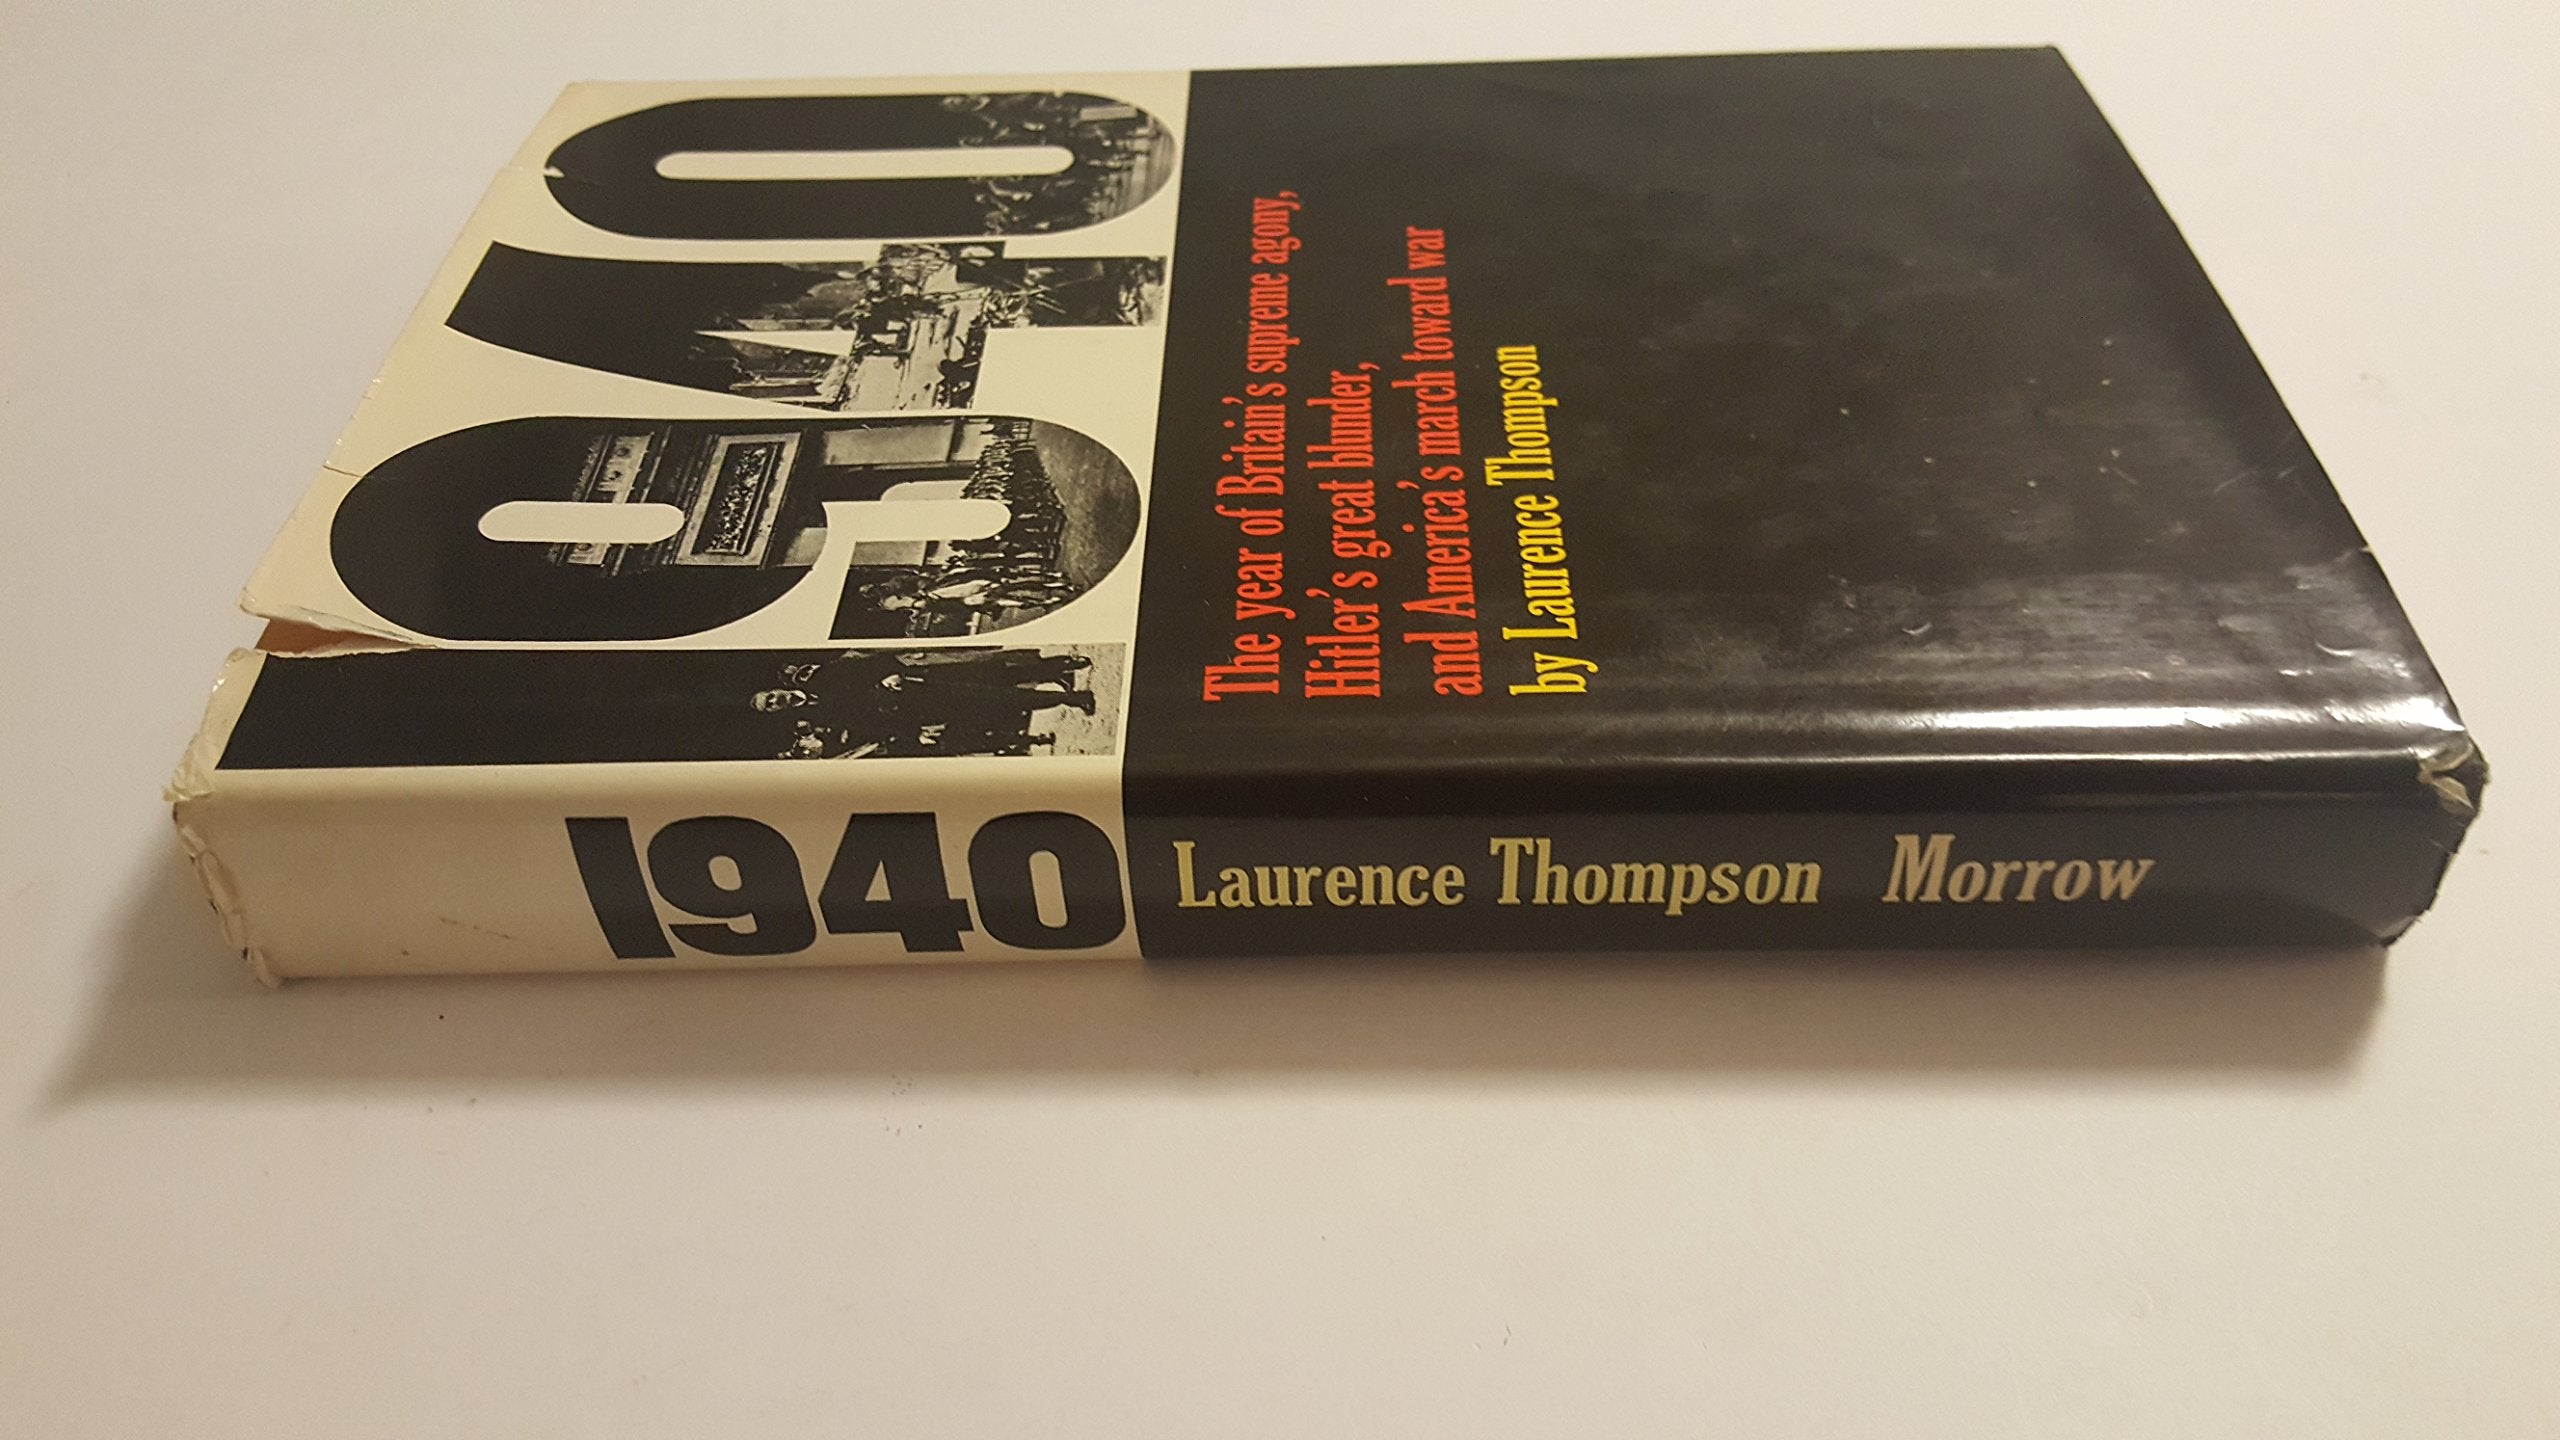 1940
The year of Britain's supreme agony,
Hitler's great blunder,
and America's march toward war
by Laurence Thompson
1940 Laurence Thompson Morrow